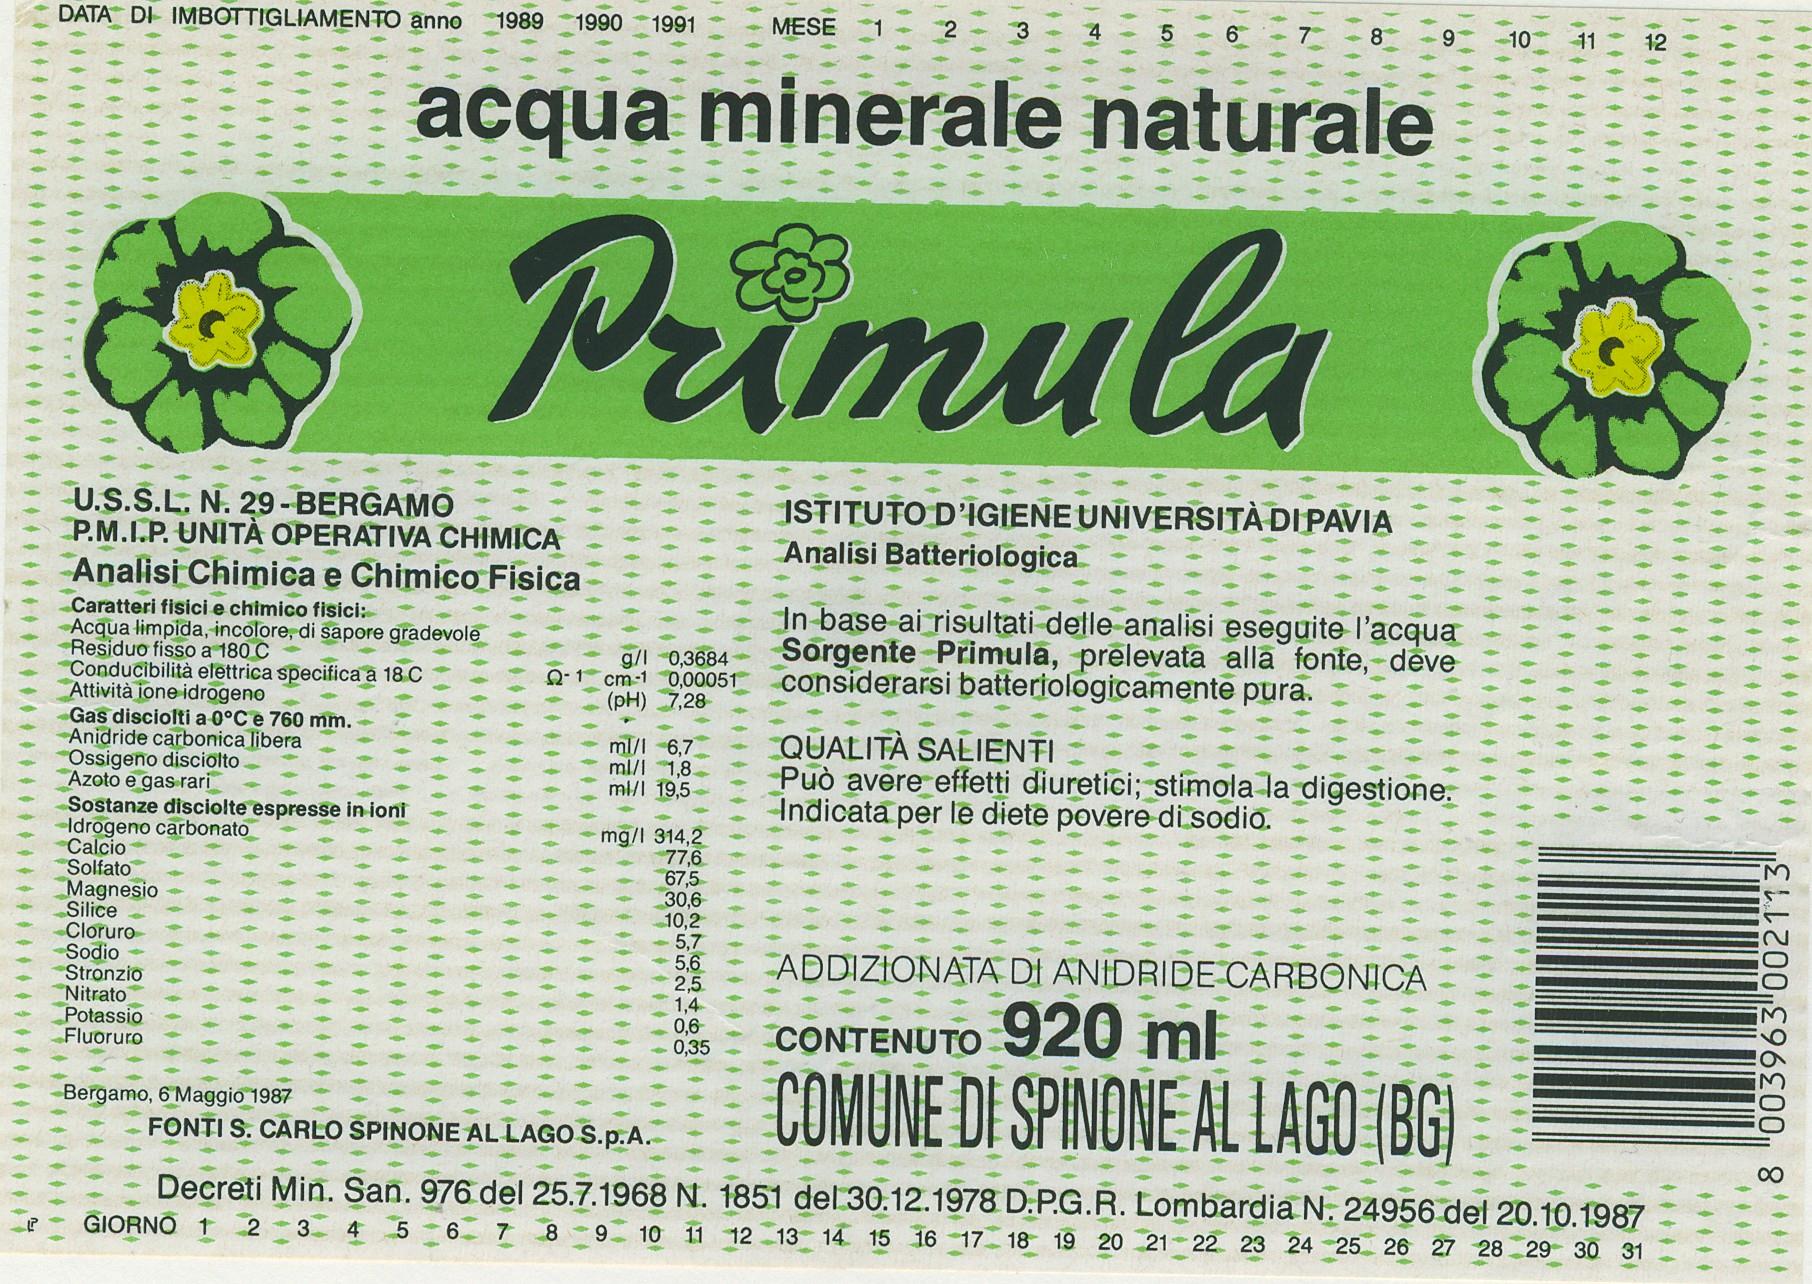 DATA DI IMBOTTIGLIAMENTO anno 1989 1990 1991 MESE 1 2 3 4 5 6 7 8 9 10 11 12
acqua minerale naturale
Primula
U.S.S.L. N. 29 - BERGAMO
P.M.I.P. UNITÀ OPERATIVA CHIMICA
Analisi Chimica e Chimico Fisica
Caratteri fisici e chimico fisici:
Acqua limpida, incolore, di sapore gradevole
Residuo fisso a 180 C g/l 0,3684
Conducibilità elettrica specifica a 18 C Ω-1 cm-1 0,00051
Attività ione idrogeno (pH) 7,28
Gas disciolti a 0°C e 760 mm.
Anidride carbonica libera ml/l 6,7
Ossigeno disciolto ml/l 1,8
Azoto e gas rari ml/l 19,5
Sostanze disciolte espresse in ioni
Idrogeno carbonato mg/l 314,2
Calcio 77,6
Solfato 67,5
Magnesio 30,6
Silice 10,2
Cloruro 5,7
Sodio 5,6
Stronzio 2,5
Nitrato 1,4
Potassio 0,6
Fluoruro 0,35
Bergamo, 6 Maggio 1987
FONTI S. CARLO SPINONE AL LAGO S.p.A.
ISTITUTO D'IGIENE UNIVERSITÀ DI PAVIA
Analisi Batteriologica
In base ai risultati delle analisi eseguite l'acqua
Sorgente Primula, prelevata alla fonte, deve
considerarsi batteriologicamente pura.
QUALITÀ SALIENTI
Può avere effetti diuretici; stimola la digestione.
Indicata per le diete povere di sodio.
ADDIZIONATA DI ANIDRIDE CARBONICA
CONTENUTO 920 ml
COMUNE DI SPINONE AL LAGO (BG)
8 003963 002113
Decreti Min. San. 976 del 25.7.1968 N. 1851 del 30.12.1978 D.P.G.R. Lombardia N. 24956 del 20.10.1987
GIORNO 1 2 3 4 5 6 7 8 9 10 11 12 13 14 15 16 17 18 19 20 21 22 23 24 25 26 27 28 29 30 31